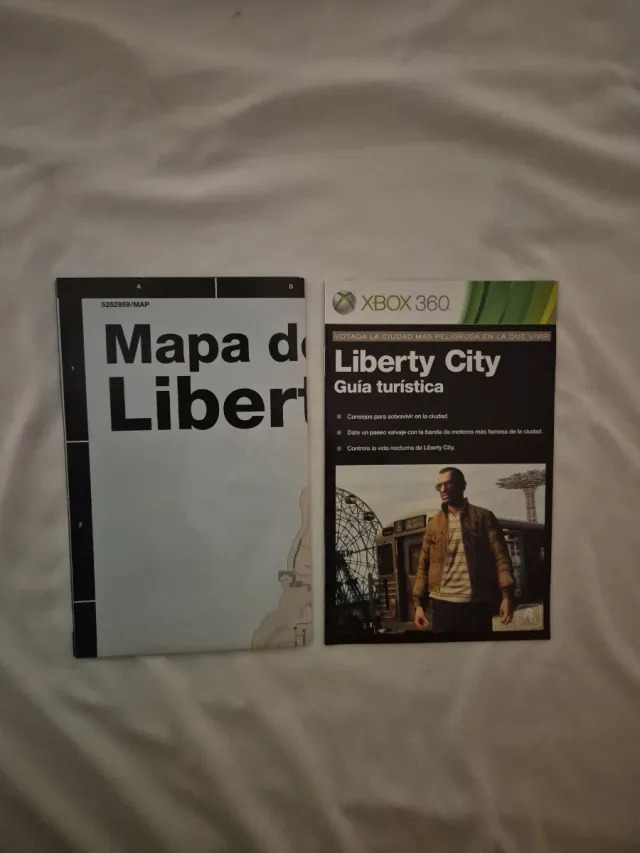 A B
5252959/MAP
Mapa de
Libert
1
2
XBOX 360
VOTADA LA CIUDAD MÁS PELIGROSA EN LA QUE VIVIR
Liberty City
Guía turística
Consejos para sobrevivir en la ciudad
Date un paseo salvaje con la banda de moteros más famosa de la ciudad.
Controla la vida nocturna de Liberty City.